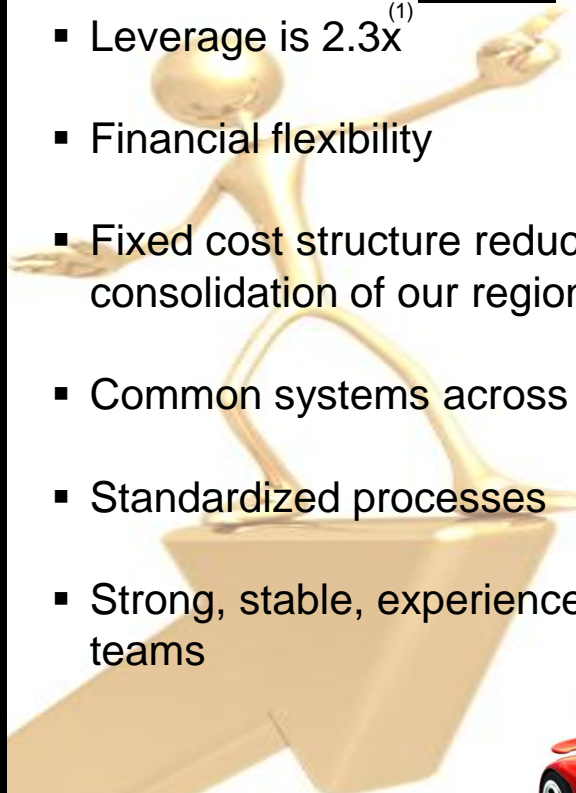 ▪ Leverage is 2.3x(1)
▪ Financial flexibility
▪ Fixed cost structure reduc
consolidation of our region
▪ Common systems across
▪ Standardized processes
▪ Strong, stable, experience
teams